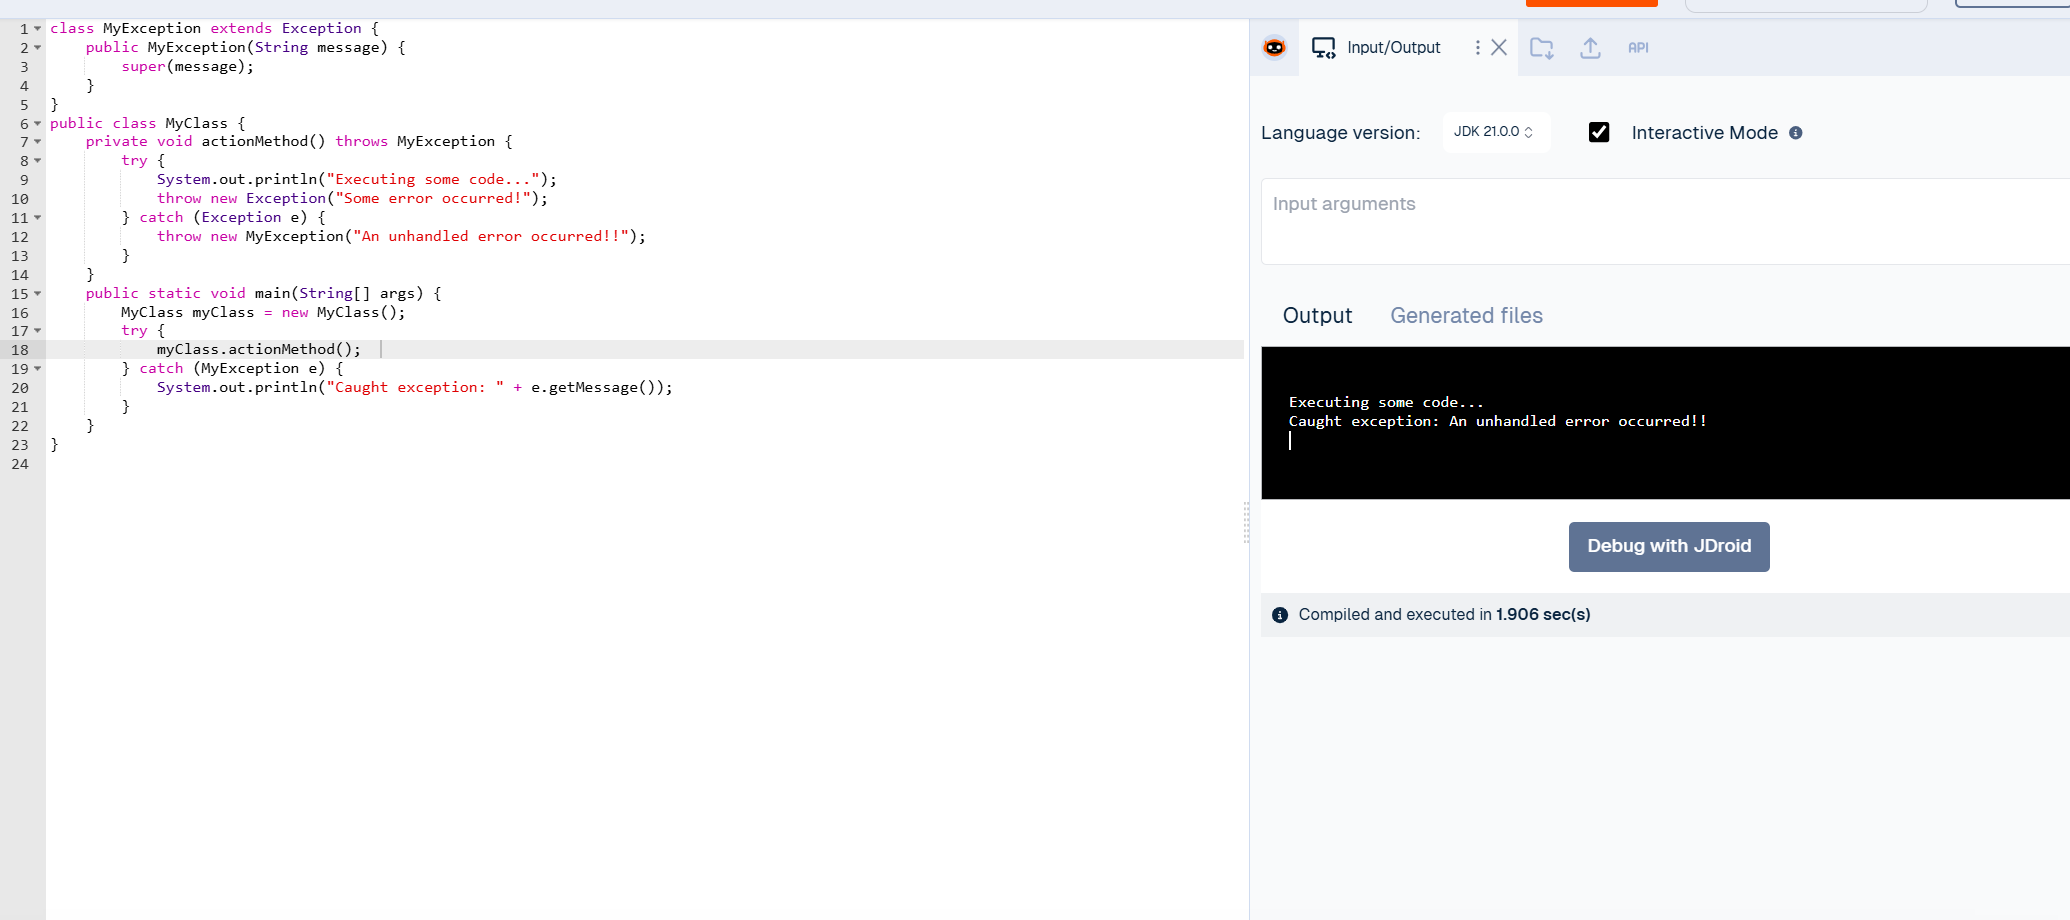 1 class MyException extends Exception {
2     public MyException(String message) {
3         super(message);
4     }
5 }
6 public class MyClass {
7     private void actionMethod() throws MyException {
8         try {
9             System.out.println("Executing some code...");
10             throw new Exception("Some error occurred!");
11         } catch (Exception e) {
12             throw new MyException("An unhandled error occurred!!");
13         }
14     }
15     public static void main(String[] args) {
16         MyClass myClass = new MyClass();
17         try {
18             myClass.actionMethod();
19         } catch (MyException e) {
20             System.out.println("Caught exception: " + e.getMessage());
21         }
22     }
23 }
24
Input/Output
API
Language version: JDK 21.0.0 Interactive Mode
Input arguments
Output Generated files
Executing some code...
Caught exception: An unhandled error occurred!!
Debug with JDroid
Compiled and executed in 1.906 sec(s)